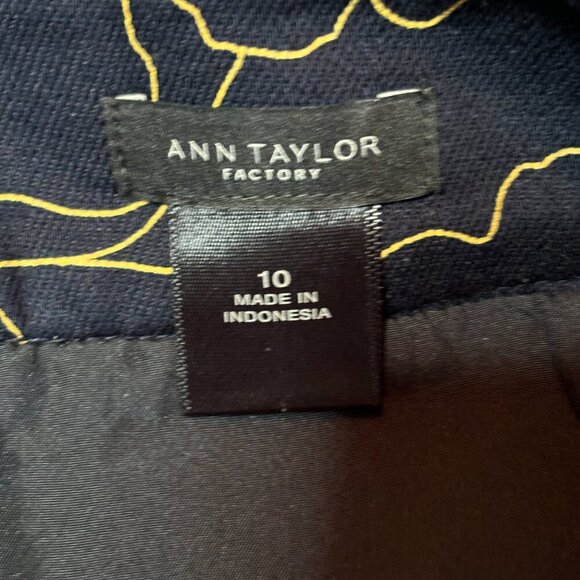 ANN TAYLOR
FACTORY
10
MADE IN
INDONESIA